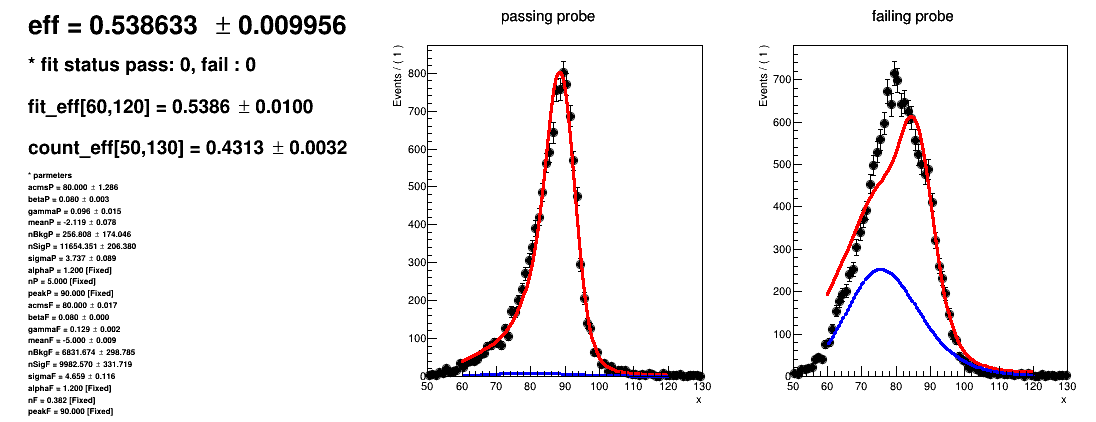 eff = 0.538633 ± 0.009956
* fit status pass: 0, fail : 0
fit_eff[60,120] = 0.5386 ± 0.0100
count_eff[50,130] = 0.4313 ± 0.0032
* parmeters
acmsP = 80.000 ± 1.286
betaP = 0.080 ± 0.003
gammaP = 0.096 ± 0.015
meanP = -2.119 ± 0.078
nBkgP = 256.808 ± 174.046
nSigP = 11654.351 ± 206.380
sigmaP = 3.737 ± 0.089
alphaP = 1.200 [Fixed]
nP = 5.000 [Fixed]
peakP = 90.000 [Fixed]
acmsF = 80.000 ± 0.017
betaF = 0.080 ± 0.000
gammaF = 0.129 ± 0.002
meanF = -5.000 ± 0.009
nBkgF = 6831.674 ± 298.785
nSigF = 9982.570 ± 331.719
sigmaF = 4.659 ± 0.116
alphaF = 1.200 [Fixed]
nF = 0.382 [Fixed]
peakF = 90.000 [Fixed]
passing probe
Events / ( 1 )
800
700
600
500
400
300
200
100
0
50 60 70 80 90 100 110 120 130
x
failing probe
Events / ( 1 )
700
600
500
400
300
200
100
0
50 60 70 80 90 100 110 120 130
x